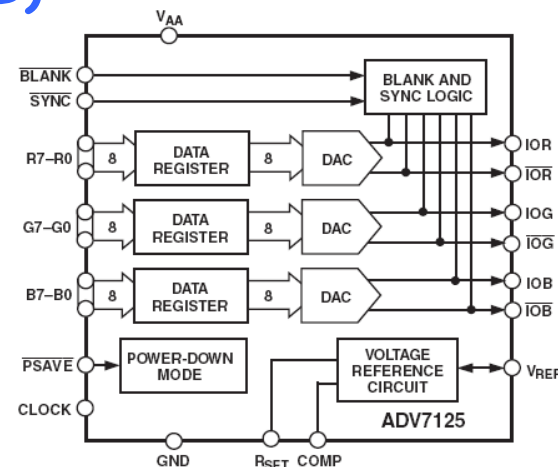 VAA
BLANK
SYNC
BLANK AND
SYNC LOGIC
R7–R0
8
DATA
REGISTER
8
DAC
IOR
IOR
G7–G0
8
DATA
REGISTER
8
DAC
IOG
IOG
B7–B0
8
DATA
REGISTER
8
DAC
IOB
IOB
PSAVE
POWER-DOWN
MODE
VOLTAGE
REFERENCE
CIRCUIT
VREF
CLOCK
ADV7125
GND
RSET
COMP